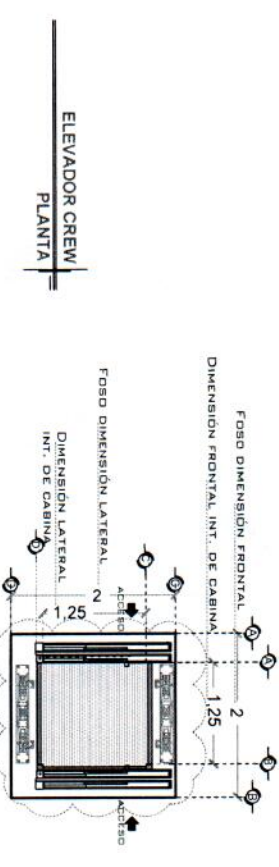 ELEVADOR CREW
PLANTA
FOSO DIMENSIÓN FRONTAL
DIMENSIÓN FRONTAL INT. DE CABINA
FOSO DIMENSIÓN LATERAL
DIMENSIÓN LATERAL
INT. DE CABINA
A
A
B
2
1,25
2
1,25
C
ACCESO
ACCESO